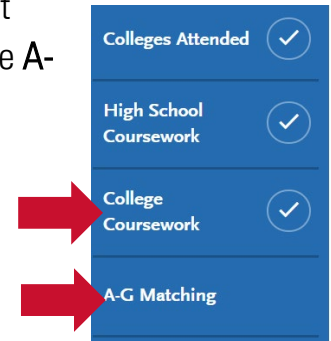 t
e A-
Colleges Attended
High School
Coursework
College
Coursework
A-G Matching